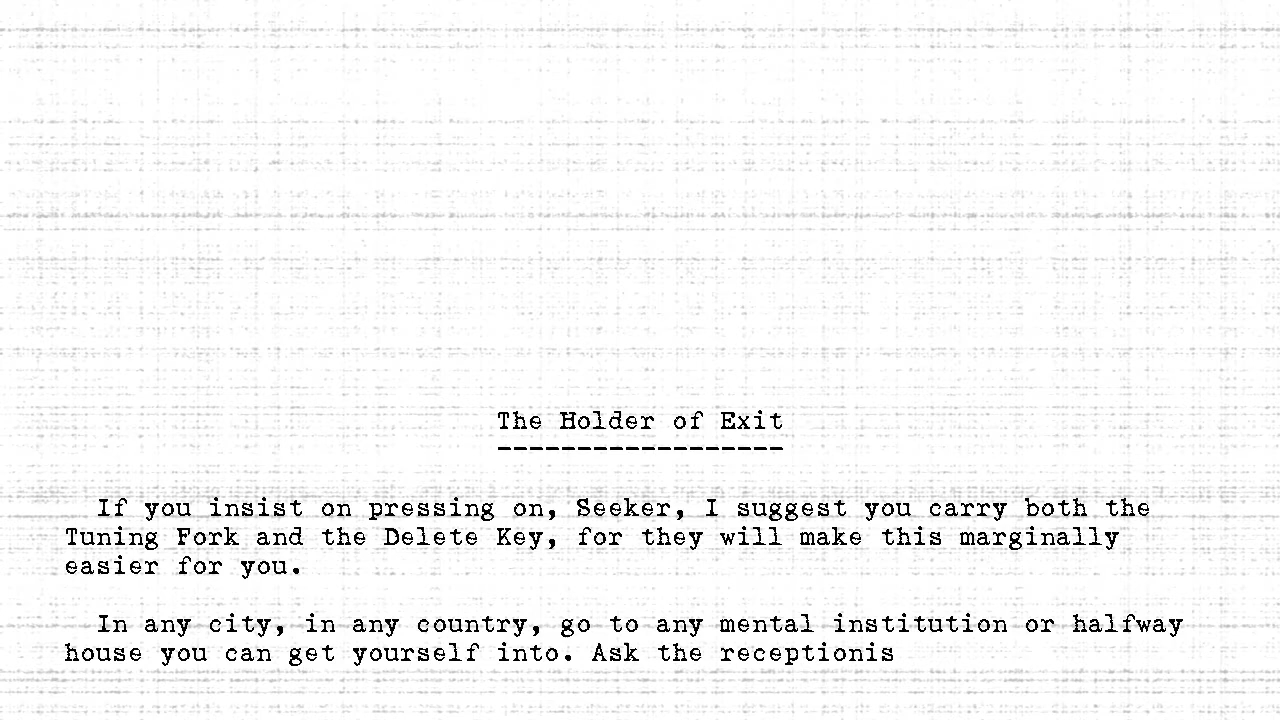 The Holder of Exit
------------------
If you insist on pressing on, Seeker, I suggest you carry both the
Tuning Fork and the Delete Key, for they will make this marginally
easier for you.
In any city, in any country, go to any mental institution or halfway
house you can get yourself into. Ask the receptionis